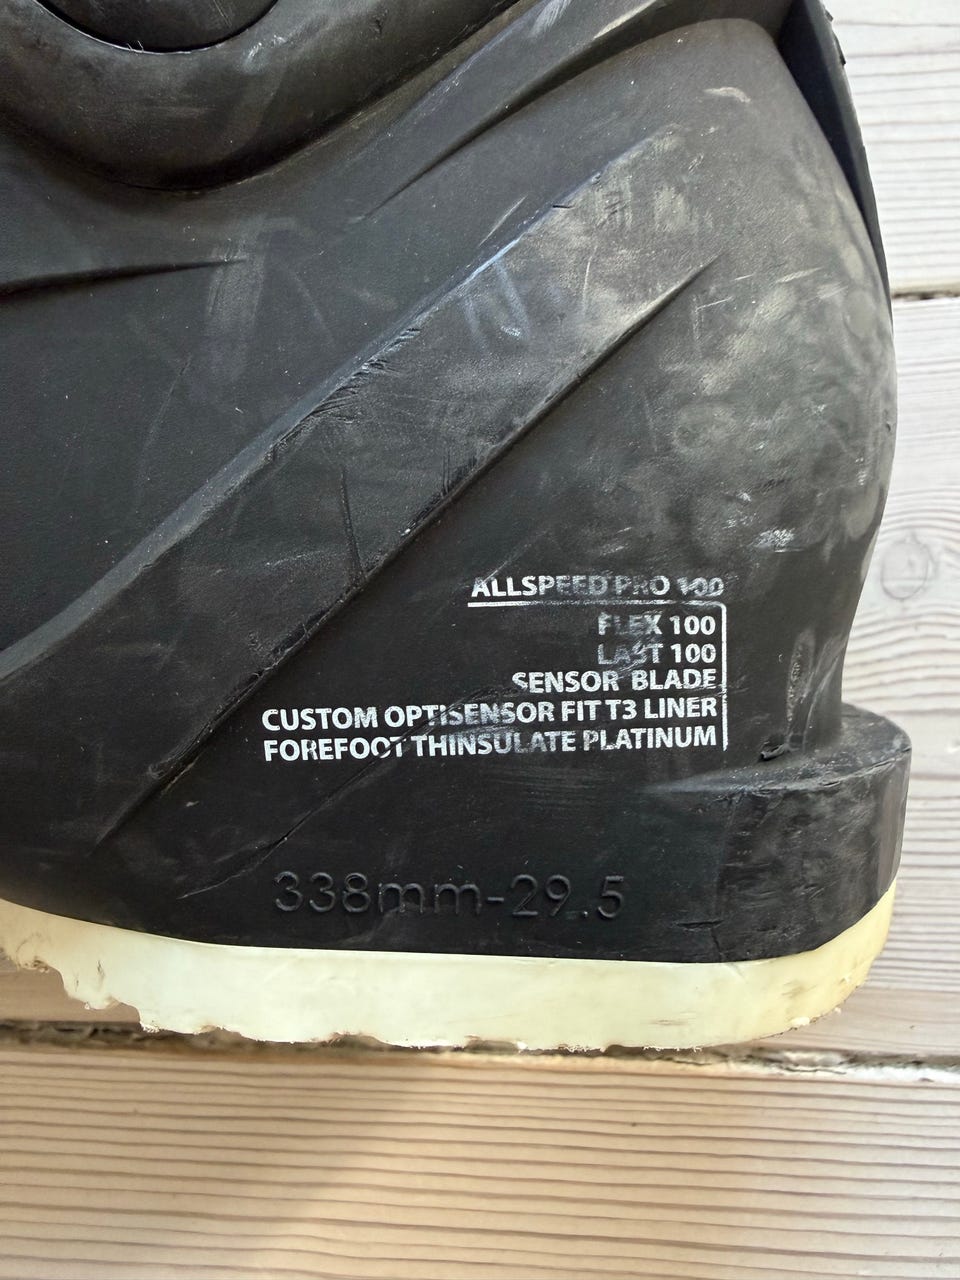 ALLSPEED PRO 100
FLEX 100
LAST 100
SENSOR BLADE
CUSTOM OPTISENSOR FIT T3 LINER
FOREFOOT THINSULATE PLATINUM
338mm-29.5